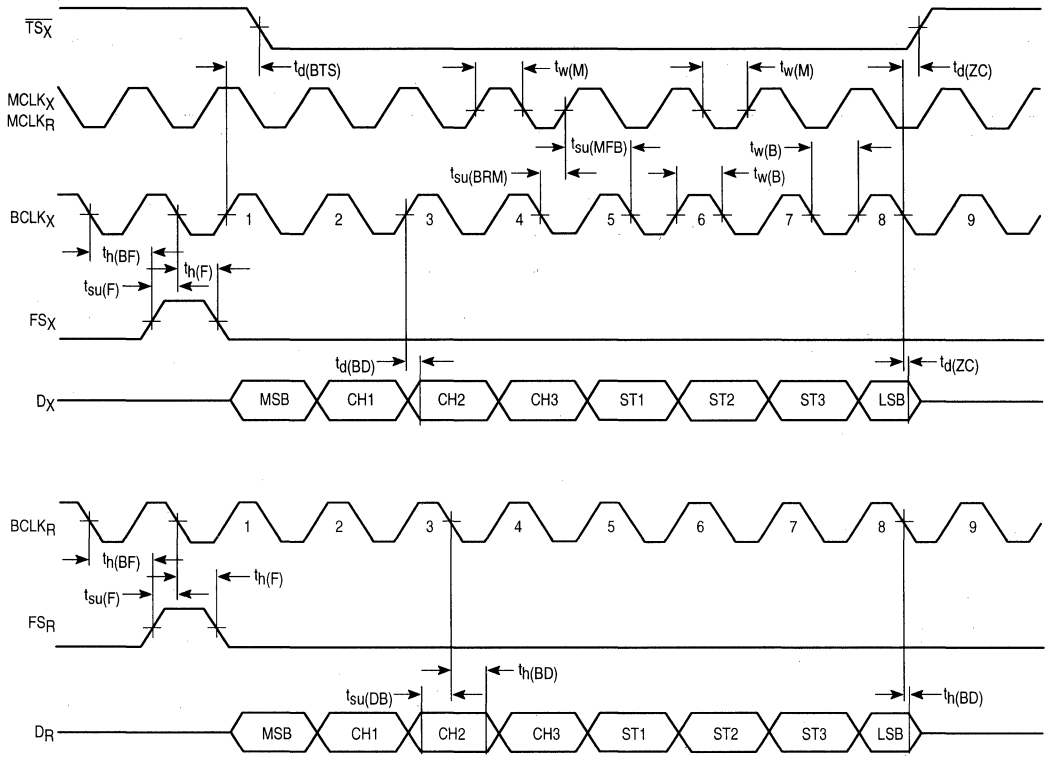 TSX
td(BTS) tw(M) tw(M) td(ZC)
MCLKX
MCLKR
tsu(MFB) tw(B)
tsu(BRM) tw(B)
BCLKX 1 2 3 4 5 6 7 8 9
th(BF) th(F)
tsu(F)
FSX
td(BD) td(ZC)
DX MSB CH1 CH2 CH3 ST1 ST2 ST3 LSB
BCLKR 1 2 3 4 5 6 7 8 9
th(BF) th(F)
tsu(F)
FSR
th(BD)
tsu(DB) th(BD)
DR MSB CH1 CH2 CH3 ST1 ST2 ST3 LSB